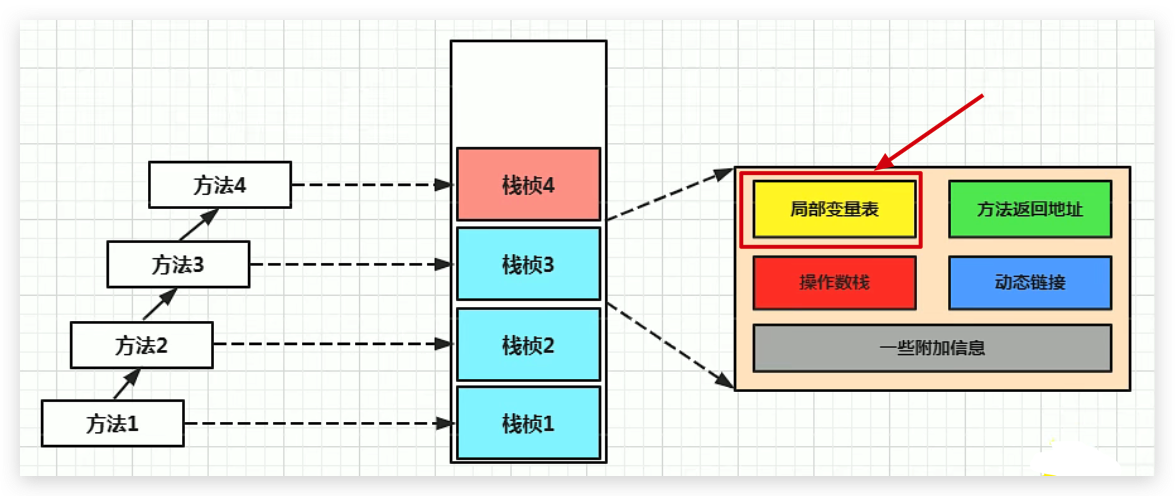 方法4
栈桢4
局部变量表
方法返回地址
方法3
栈桢3
操作数栈
动态链接
方法2
栈桢2
一些附加信息
方法1
栈桢1